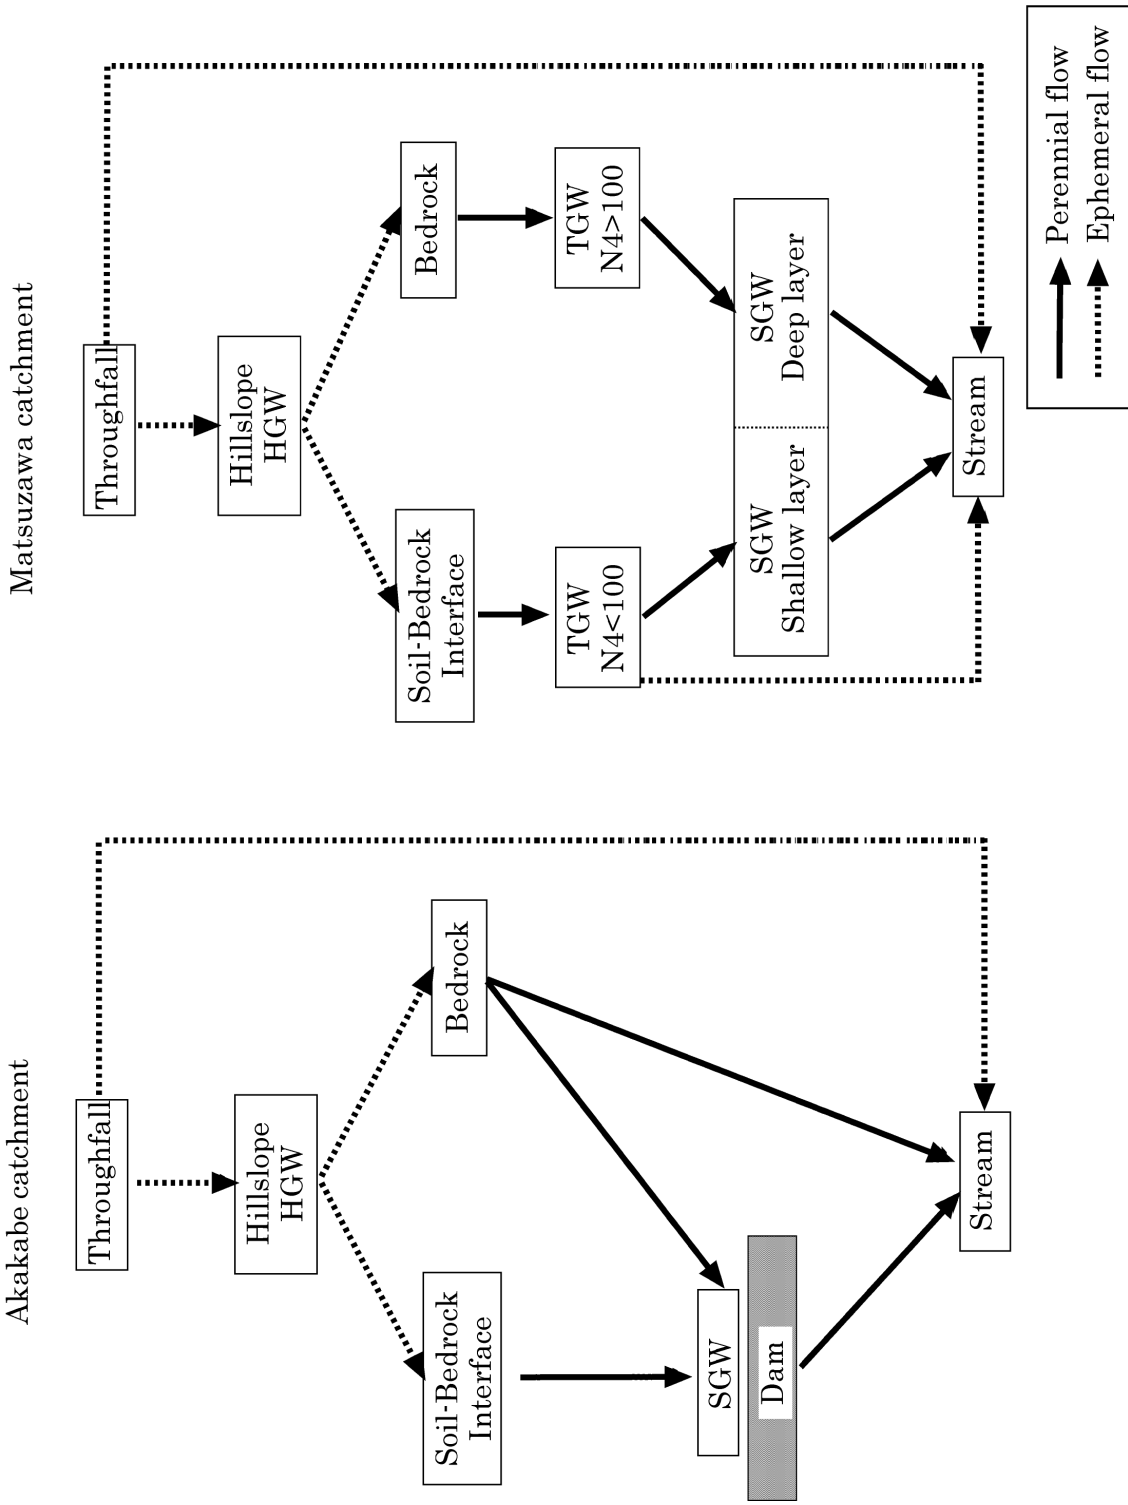 Akakabe catchment
Throughfall
Hillslope
HGW
Soil-Bedrock
Interface
Bedrock
SGW
Dam
Stream
Matsuzawa catchment
Throughfall
Hillslope
HGW
Soil-Bedrock
Interface
Bedrock
TGW
N4<100
TGW
N4>100
SGW
Shallow layer
SGW
Deep layer
Stream
Perennial flow
Ephemeral flow